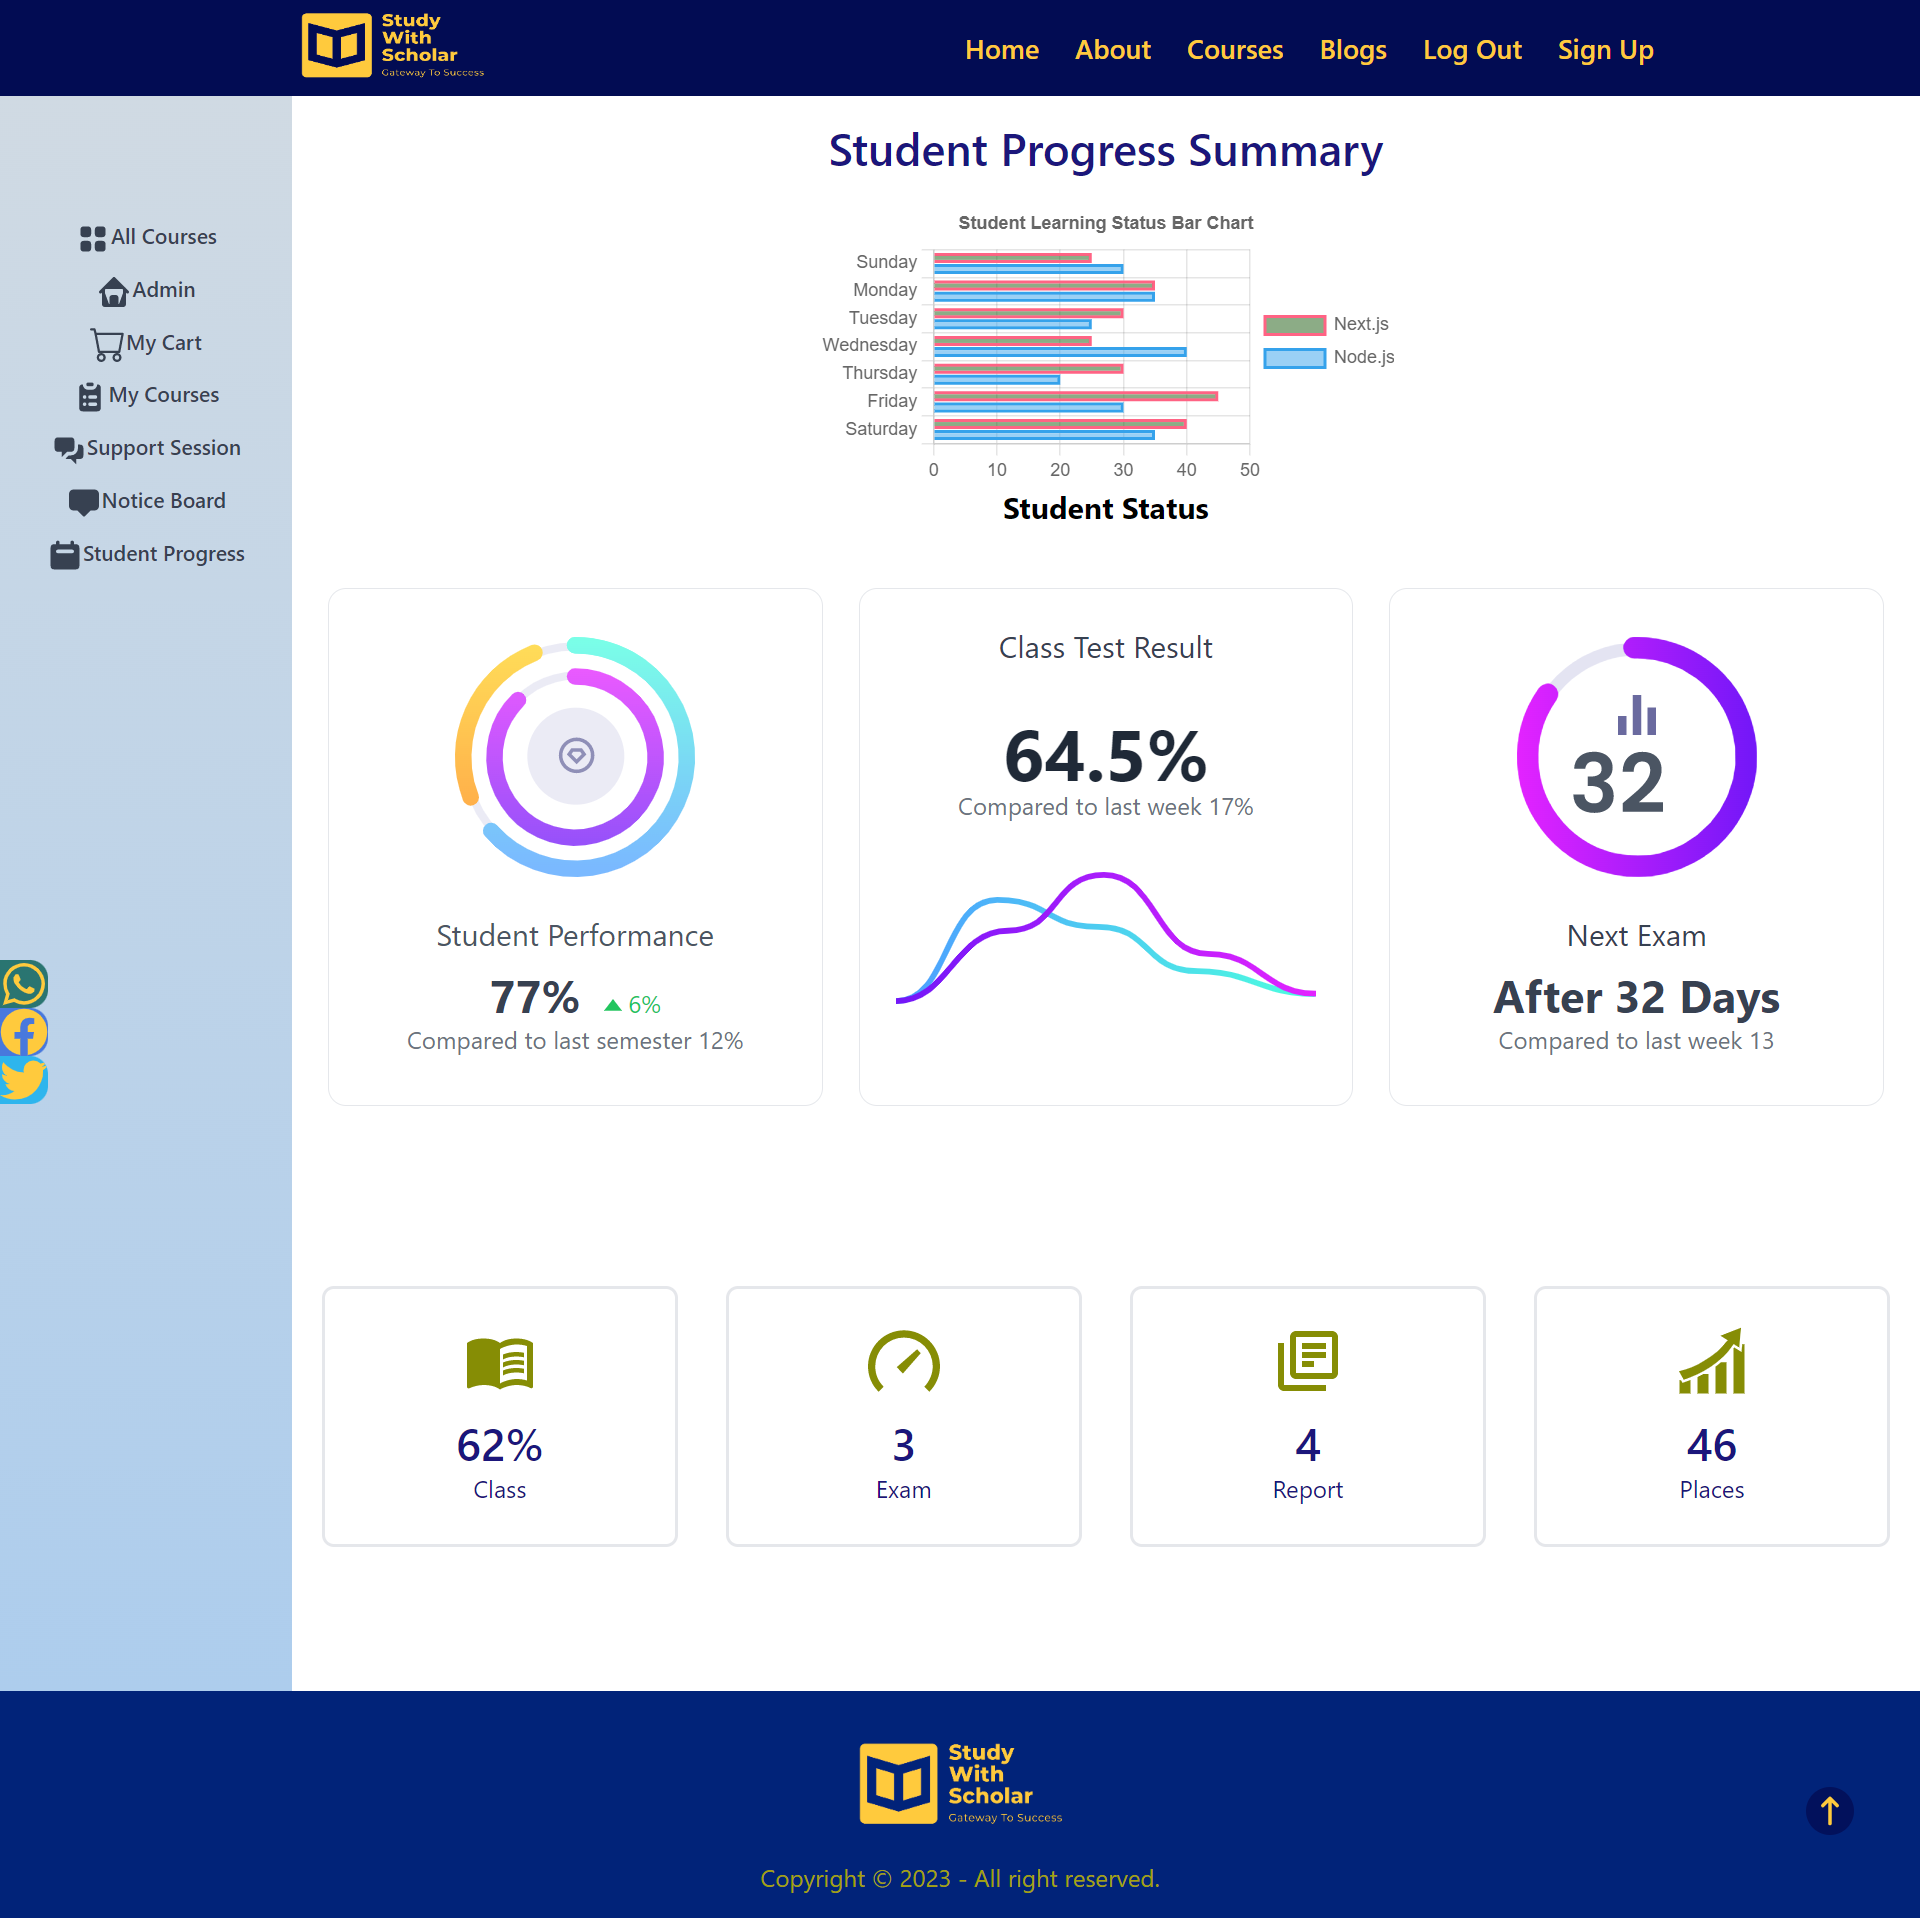 Study
With
Scholar
Gateway To Success
Home About Courses Blogs Log Out Sign Up
All Courses
Admin
My Cart
My Courses
Support Session
Notice Board
Student Progress
Student Progress Summary
Student Learning Status Bar Chart
Sunday
Monday
Tuesday
Wednesday
Thursday
Friday
Saturday
0 10 20 30 40 50
Next.js
Node.js
Student Status
Student Performance
77% 6%
Compared to last semester 12%
Class Test Result
64.5%
Compared to last week 17%
32
Next Exam
After 32 Days
Compared to last week 13
62%
Class
3
Exam
4
Report
46
Places
Study
With
Scholar
Gateway To Success
Copyright © 2023 - All right reserved.